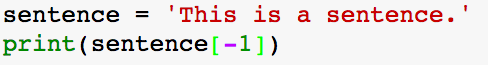 sentence = 'This is a sentence.'
print(sentence[-1])